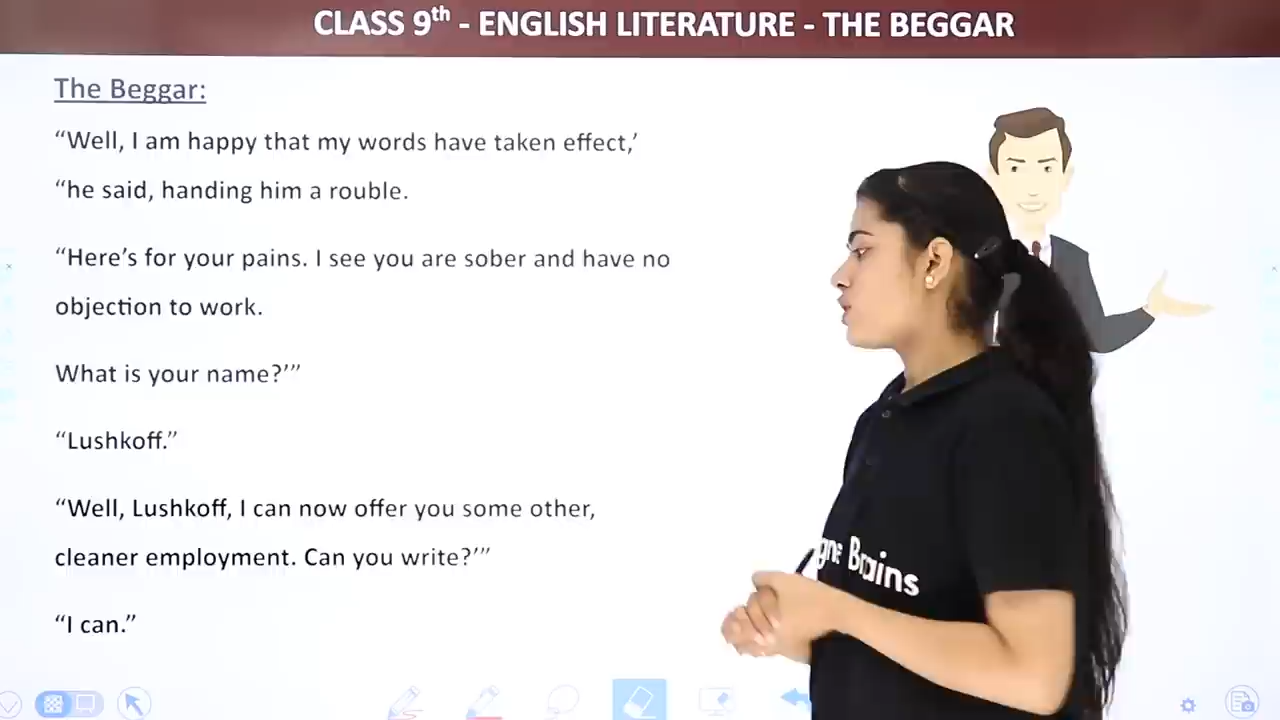 CLASS 9th - ENGLISH LITERATURE - THE BEGGAR
The Beggar:
“Well, I am happy that my words have taken effect,’
“he said, handing him a rouble.
“Here’s for your pains. I see you are sober and have no
objection to work.
What is your name?’”
“Lushkoff.”
“Well, Lushkoff, I can now offer you some other,
cleaner employment. Can you write?’”
“I can.”
Brains